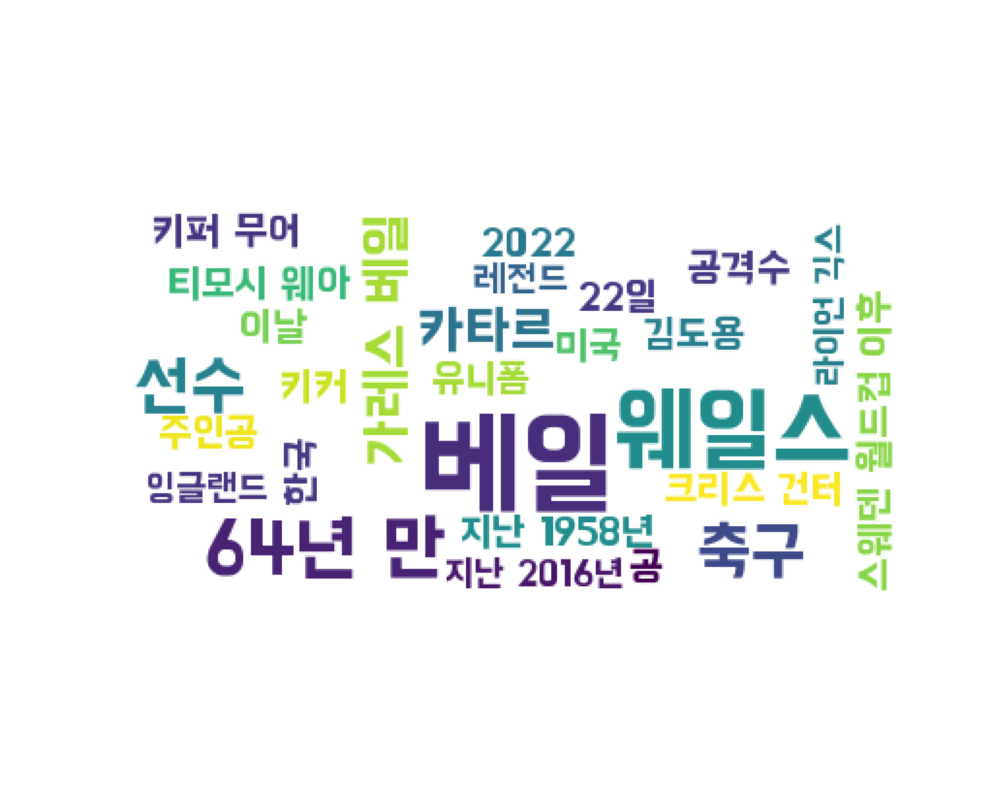 키퍼 무어
베일
2022
레전드
공격수
라이언 긱스
티모시 웨아
22일
이날
카타르
미국
김도용
스웨덴 월드컵 이후
선수
키커
가레스
유니폼
웨일스
주인공
베일
잉글랜드
한국
크리스 건터
64년 만
지난 1958년
축구
지난 2016년
공